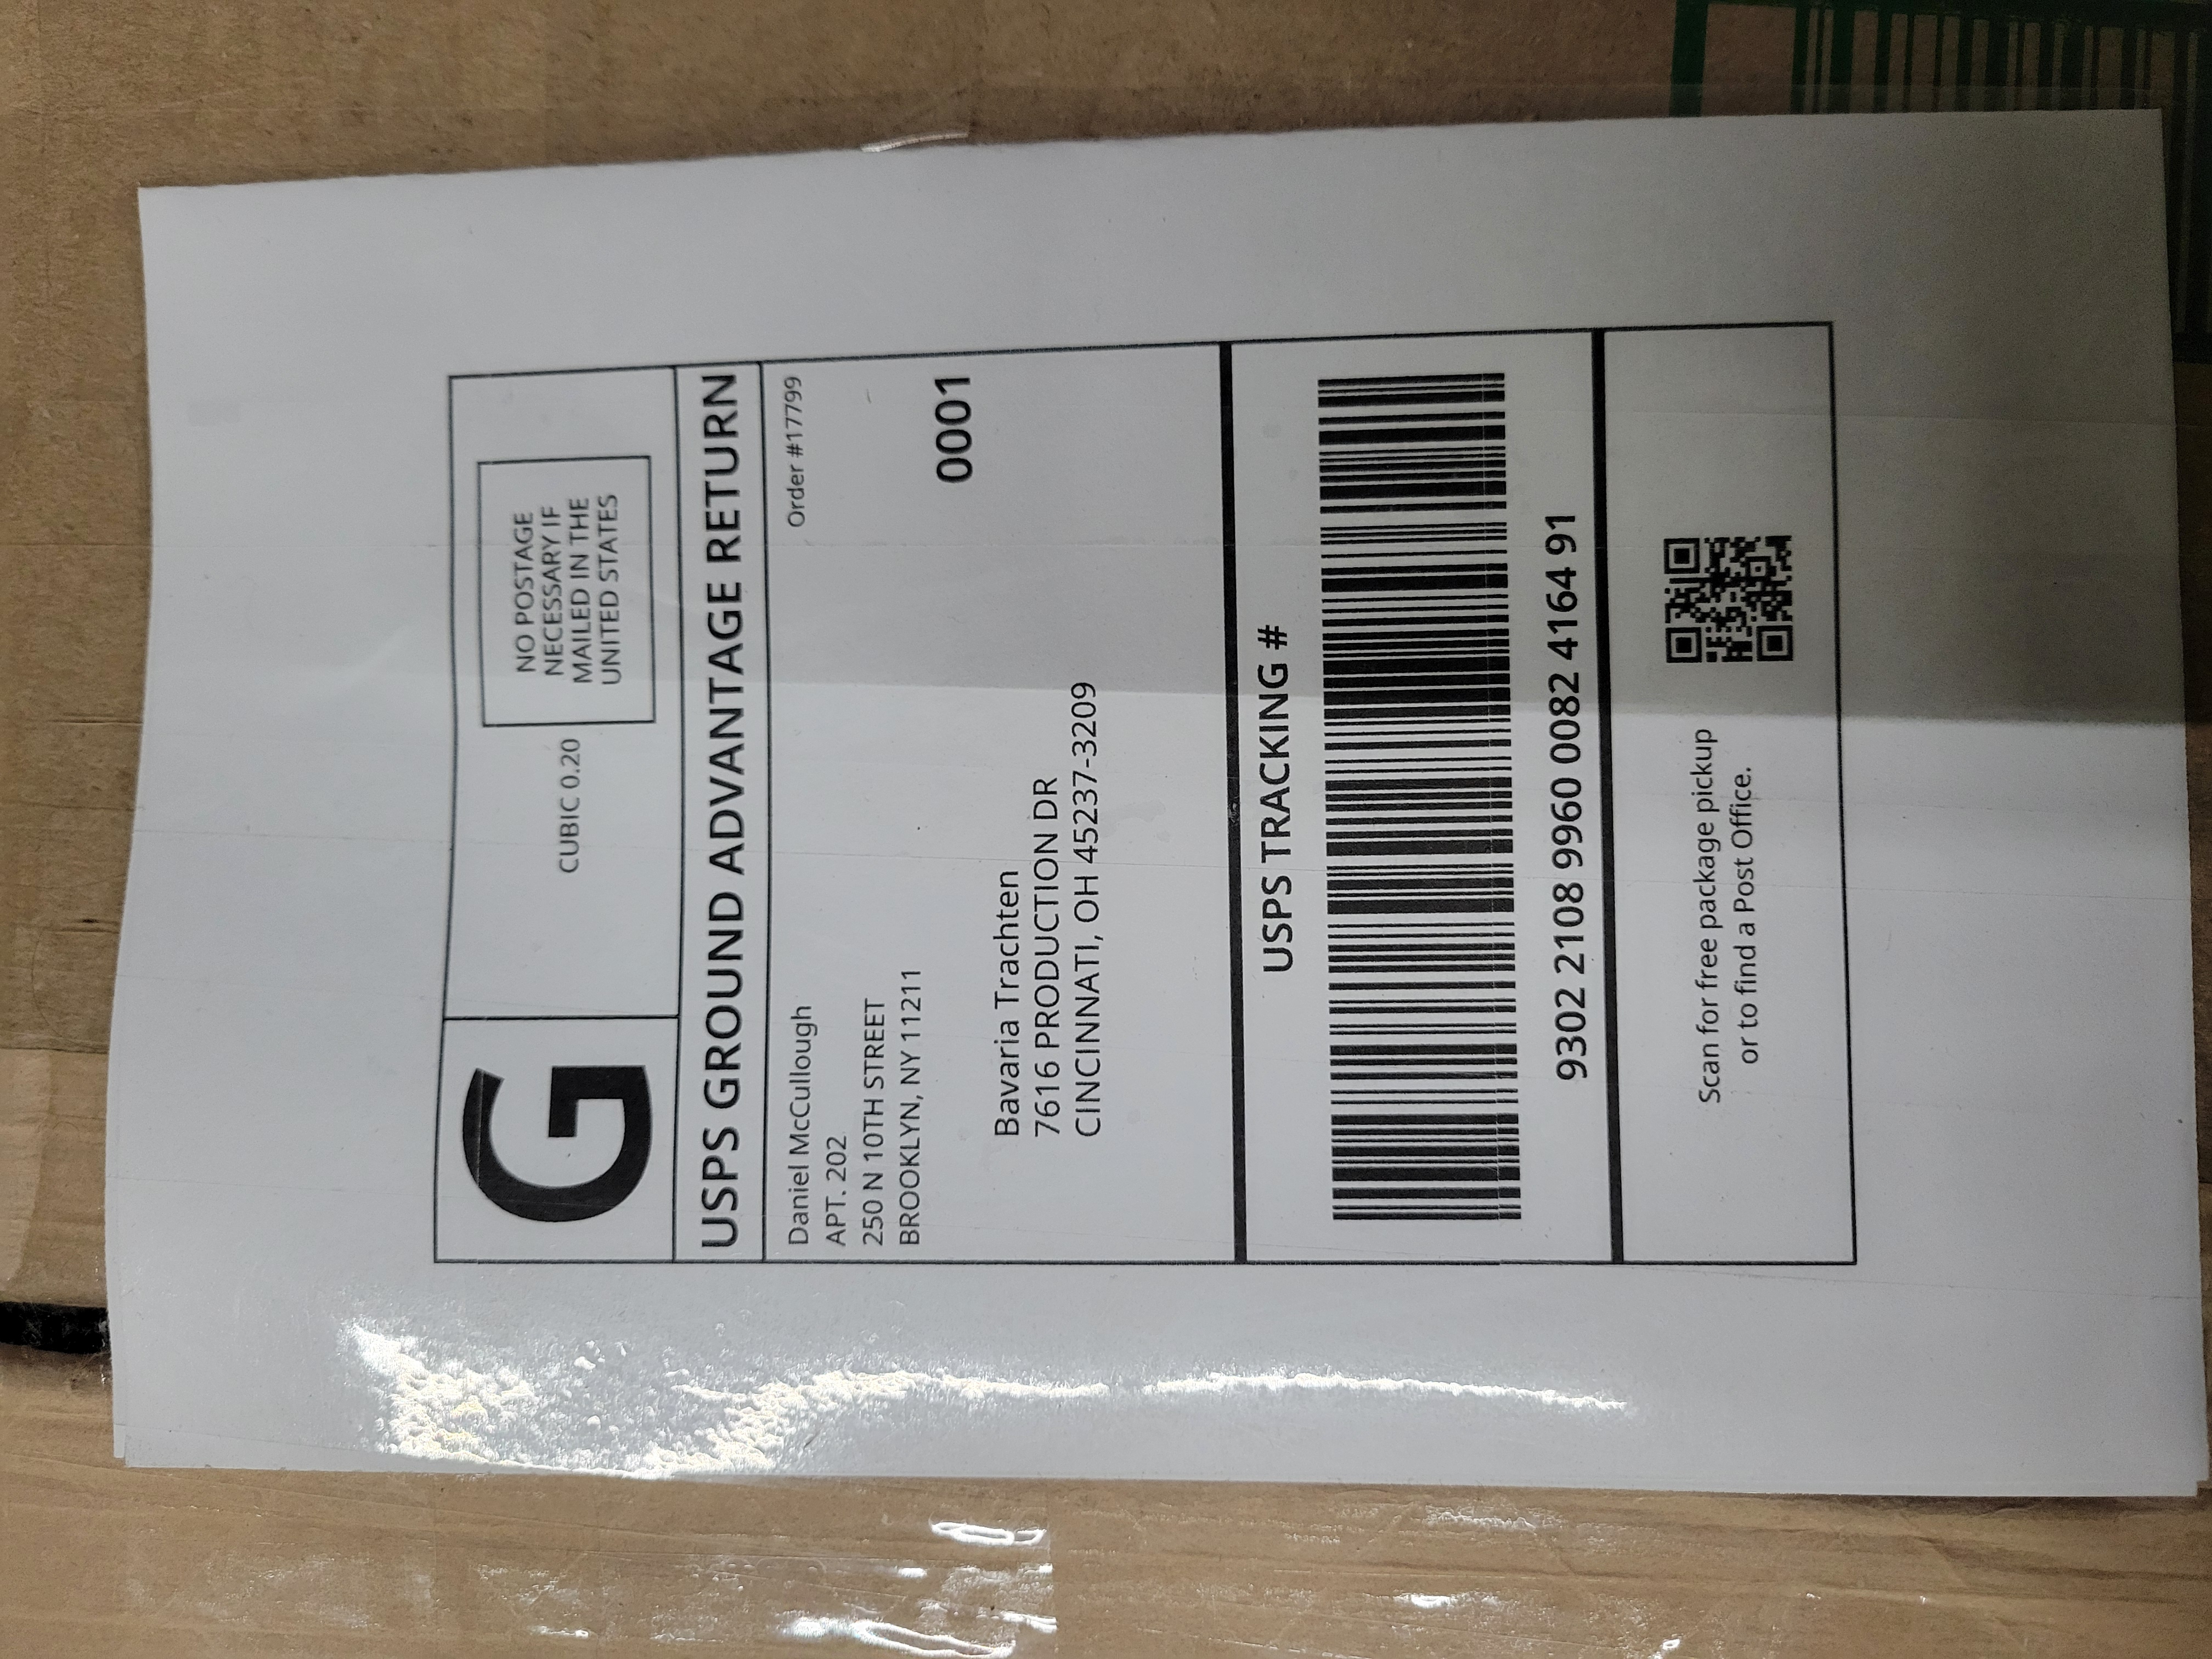 G
CUBIC 0.20
NO POSTAGE
NECESSARY IF
MAILED IN THE
UNITED STATES
USPS GROUND ADVANTAGE RETURN
Daniel McCullough
APT. 202
250 N 10TH STREET
BROOKLYN, NY 11211
Order #17799
0001
Bavaria Trachten
7616 PRODUCTION DR
CINCINNATI, OH 45237-3209
USPS TRACKING #
9302 2108 9960 0082 4164 91
Scan for free package pickup
or to find a Post Office.